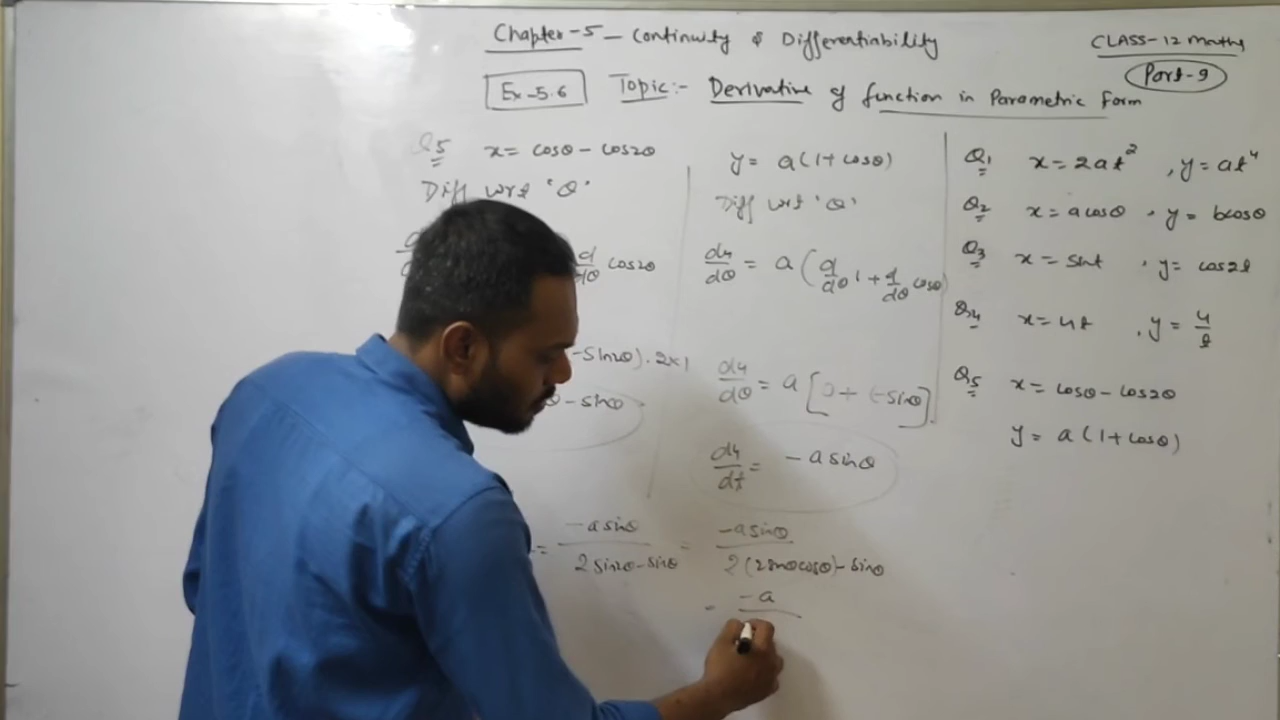 Chapter-5 - Continuity & Differentiability
CLASS-12 maths
Part-9
Ex-5.6
Topic:- Derivative of function in Parametric Form
Q5 x = cosθ - cos2θ
Diff wrt 'θ'
d/dθ cos2θ
-sin2θ).2×1
θ - sinθ
= -a sinθ / 2 sin2θ - sinθ = -a sinθ / 2(2sinθcosθ) - sinθ
= -a
y = a(1+cosθ)
Diff wrt 'θ'
dy/dθ = a ( d/dθ 1 + d/dθ cosθ)
dy/dθ = a [0 + (-sinθ]
dy/dt = - a sinθ
Q1 x = 2at², y = at⁴
Q2 x = a cosθ, y = b cosθ
Q3 x = sint, y = cos2t
Q4 x = 4t, y = 4/t
Q5 x = cosθ - cos2θ
y = a(1+cosθ)